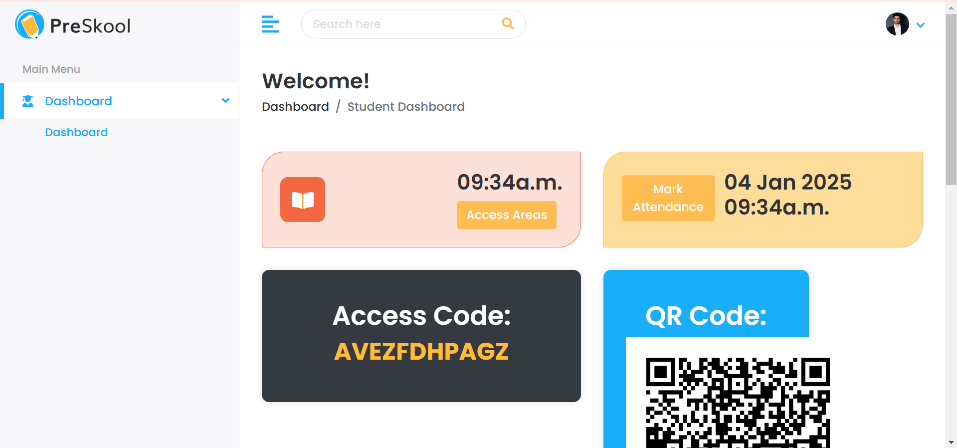 PreSkool
Search here
Main Menu
Dashboard
Dashboard
Welcome!
Dashboard / Student Dashboard
09:34a.m.
Access Areas
Mark
Attendance
04 Jan 2025
09:34a.m.
Access Code:
AVEZFDHPAGZ
QR Code: